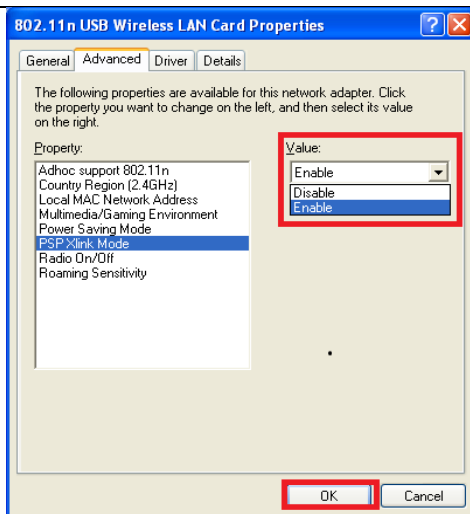 802.11n USB Wireless LAN Card Properties
General Advanced Driver Details
The following properties are available for this network adapter. Click
the property you want to change on the left, and then select its value
on the right.
Property:
Value:
Adhoc support 802.11n
Country Region (2.4GHz)
Local MAC Network Address
Multimedia/Gaming Environment
Power Saving Mode
PSP Xlink Mode
Radio On/Off
Roaming Sensitivity
Enable
Disable
Enable
OK Cancel